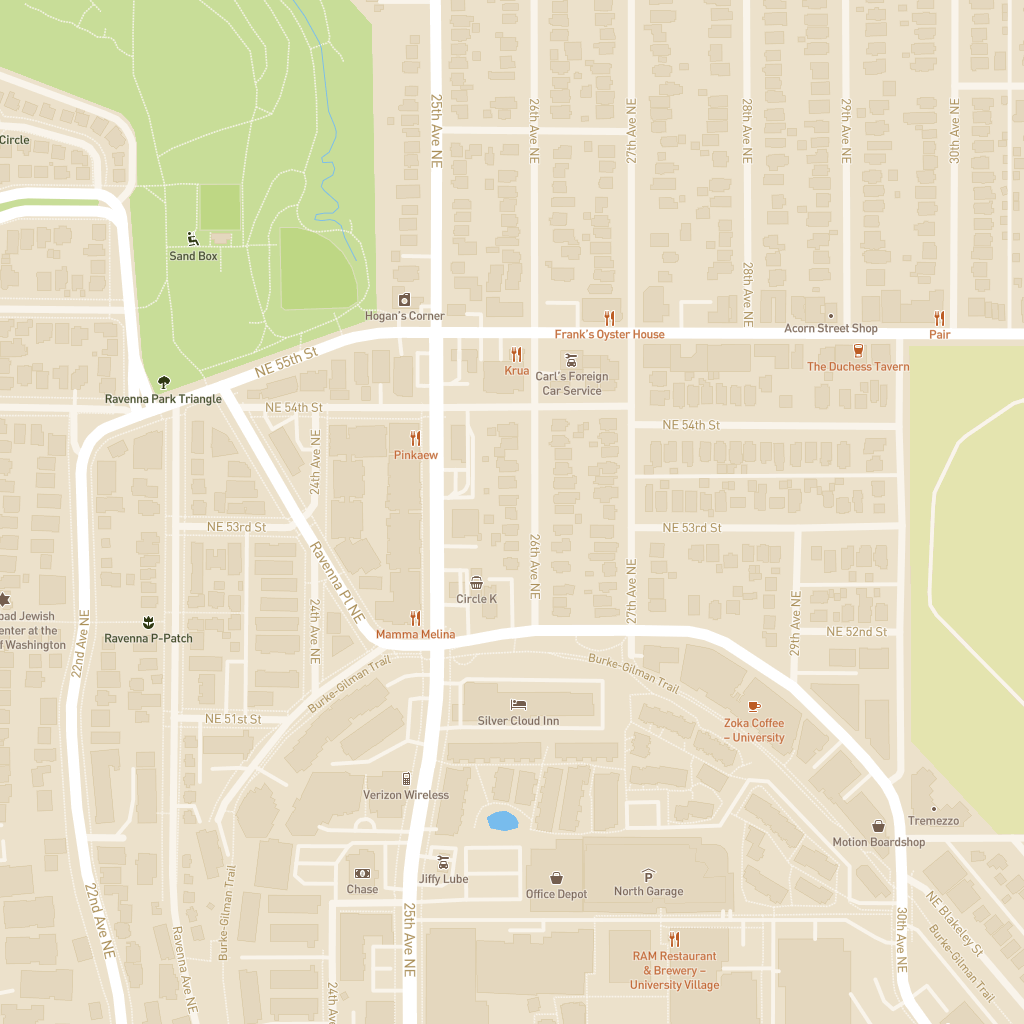 25th Ave NE
26th Ave NE
27th Ave NE
28th Ave NE
29th Ave NE
30th Ave NE
Circle
Sand Box
28th Ave NE
Hogan's Corner
Frank's Oyster House
Acorn Street Shop
Pair
NE 55th St
Krua
Carl's Foreign
Car Service
The Duchess Tavern
Ravenna Park Triangle
NE 54th St
NE 54th St
Pinkaew
24th Ave NE
NE 53rd St
NE 53rd St
Ravenna Pl NE
26th Ave NE
27th Ave NE
Circle K
24th Ave NE
29th Ave NE
22nd Ave NE
bad Jewish
enter at the
f Washington
Ravenna P-Patch
Mamma Melina
NE 52nd St
Burke-Gilman Trail
Burke-Gilman Trail
NE 51st St
Silver Cloud Inn
Zoka Coffee
– University
Verizon Wireless
Tremezzo
Motion Boardshop
Jiffy Lube
Chase
Office Depot
P
North Garage
22nd Ave NE
Burke-Gilman Trail
Ravenna Ave NE
25th Ave NE
24th Ave
RAM Restaurant
& Brewery –
University Village
30th Ave NE
NE Blakeley St
Burke-Gilman Trail